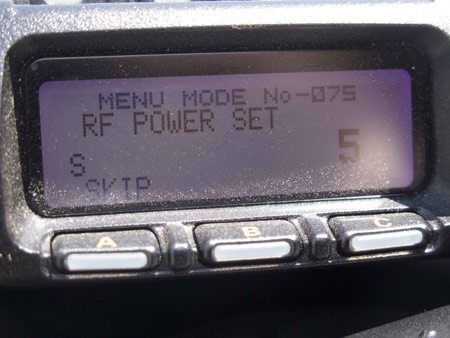 MENU MODE No-075
RF POWER SET
5
S
SKIP
A B C